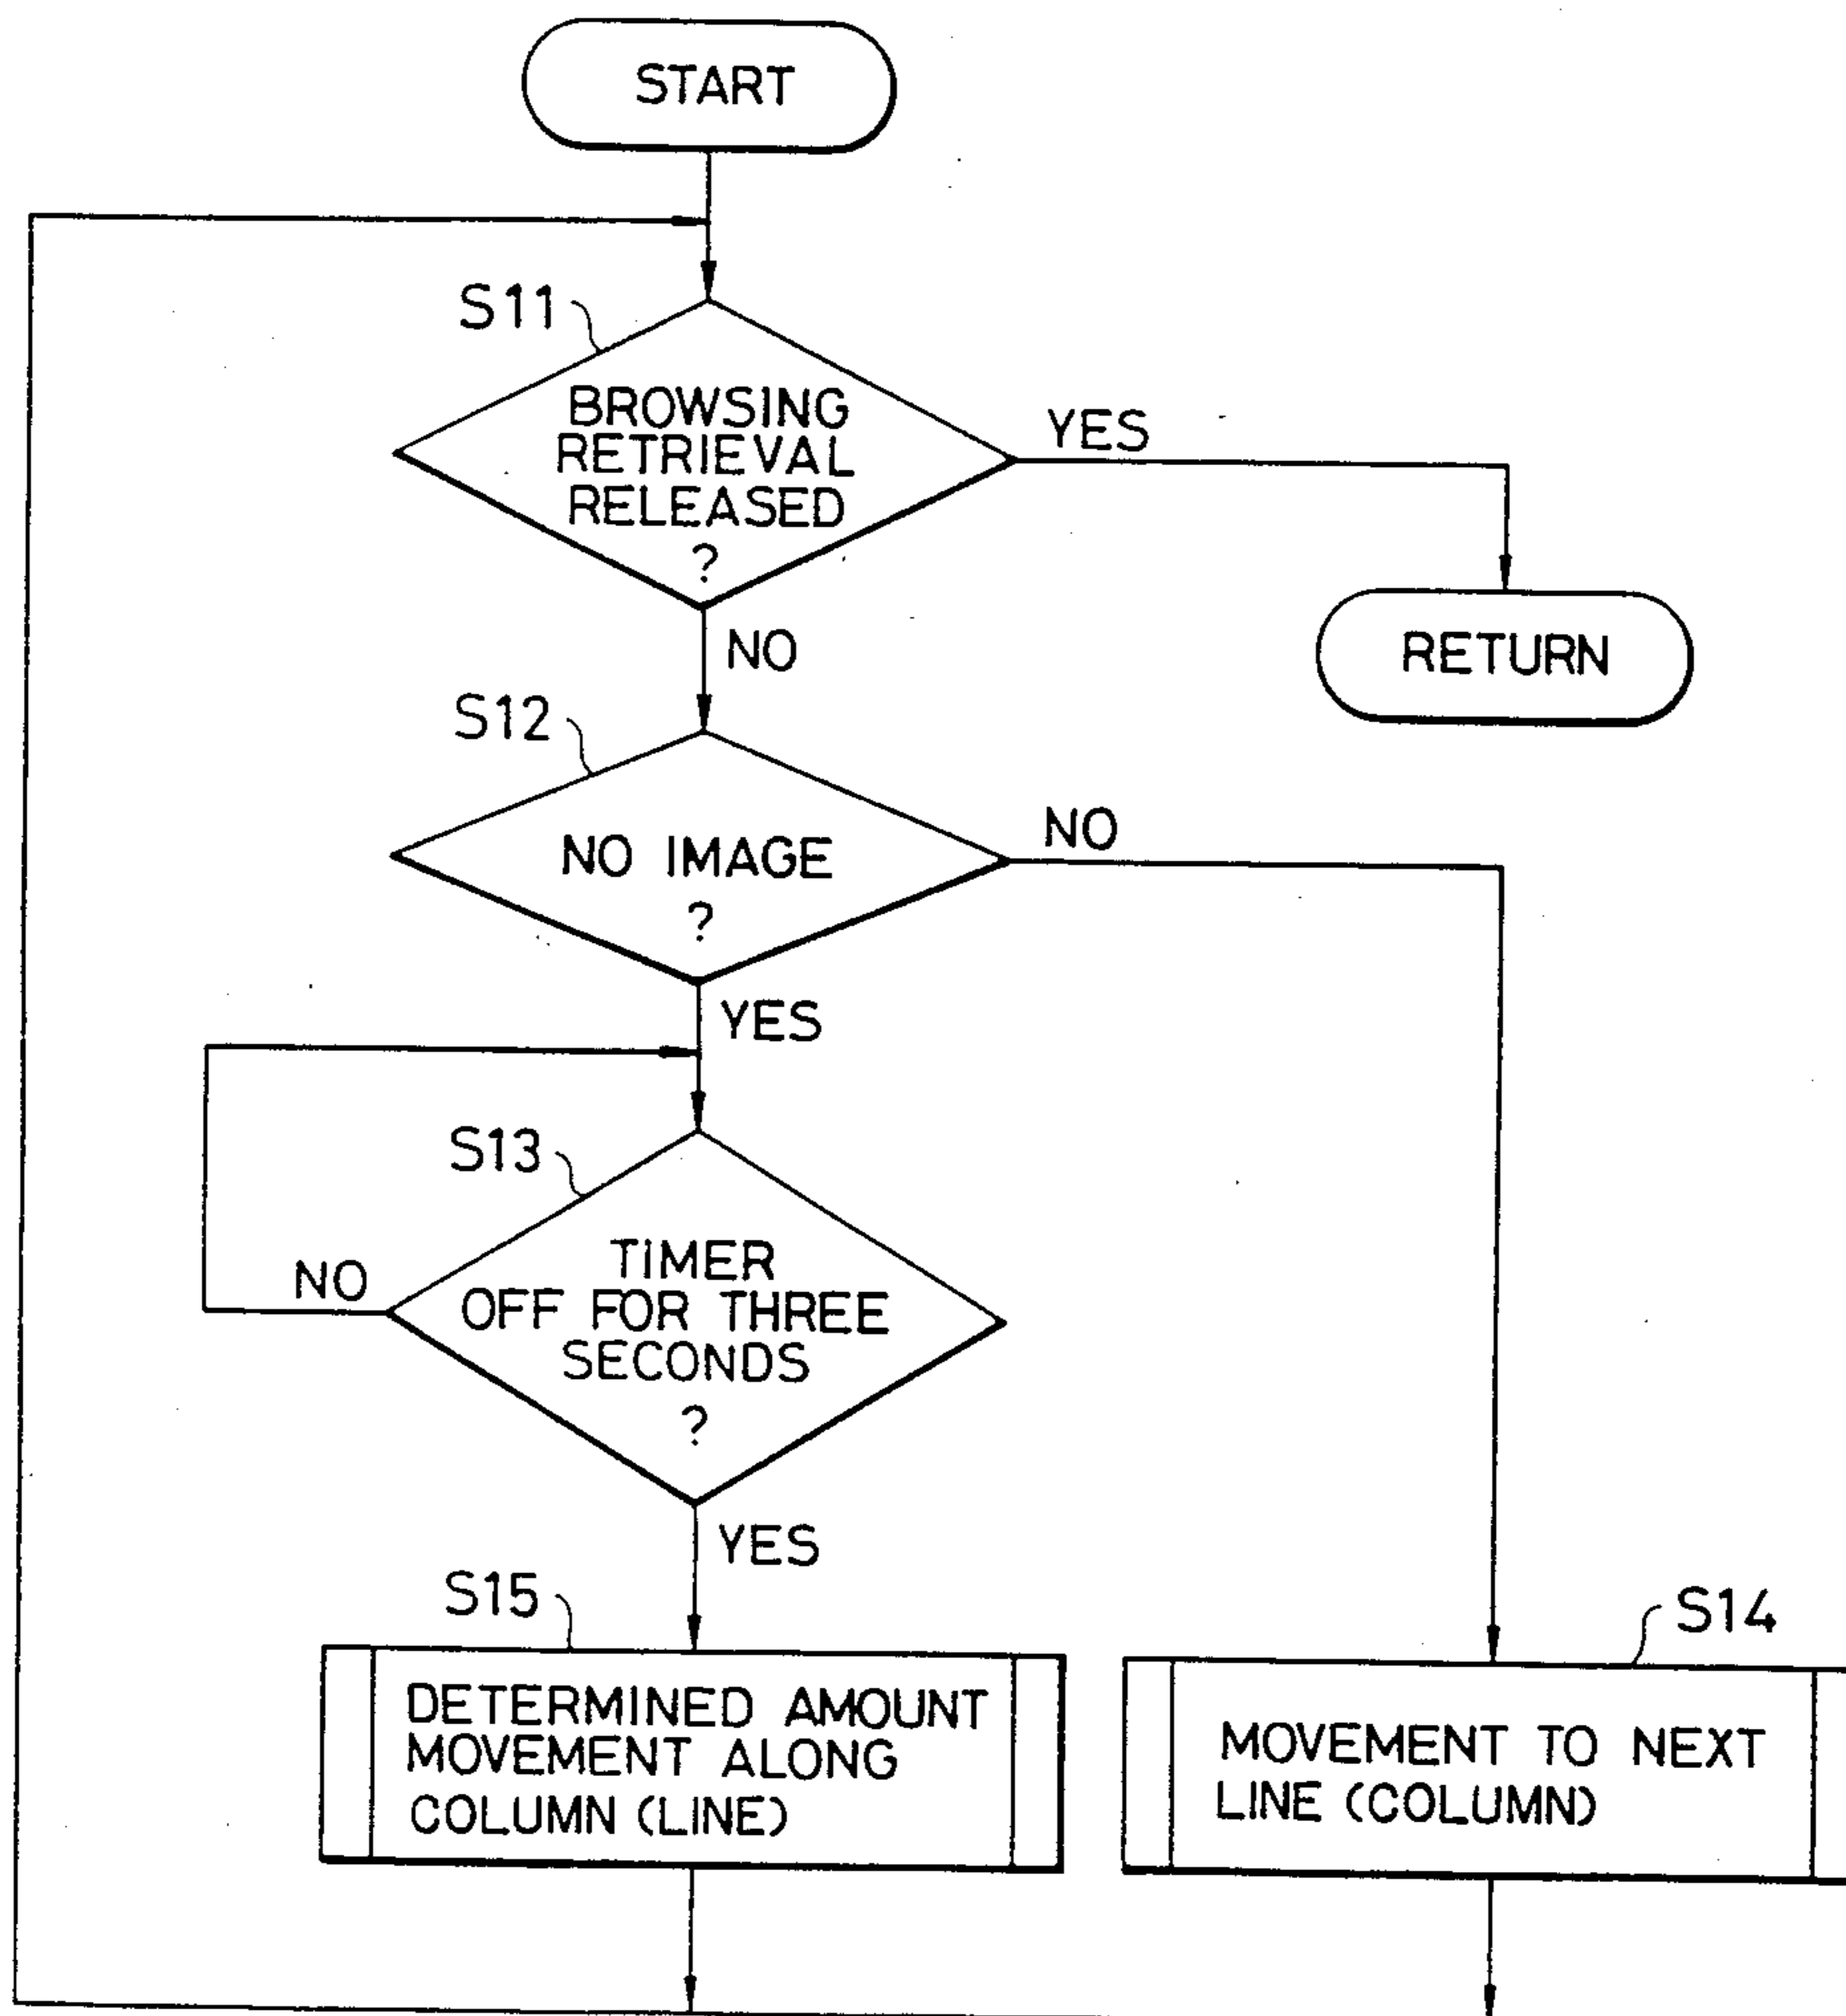 START
S11
BROWSING
RETRIEVAL
RELEASED
?
YES
RETURN
NO
S12
NO IMAGE
?
NO
YES
S13
TIMER
OFF FOR THREE
SECONDS
?
NO
YES
S15
DETERMINED AMOUNT
MOVEMENT ALONG
COLUMN (LINE)
S14
MOVEMENT TO NEXT
LINE (COLUMN)